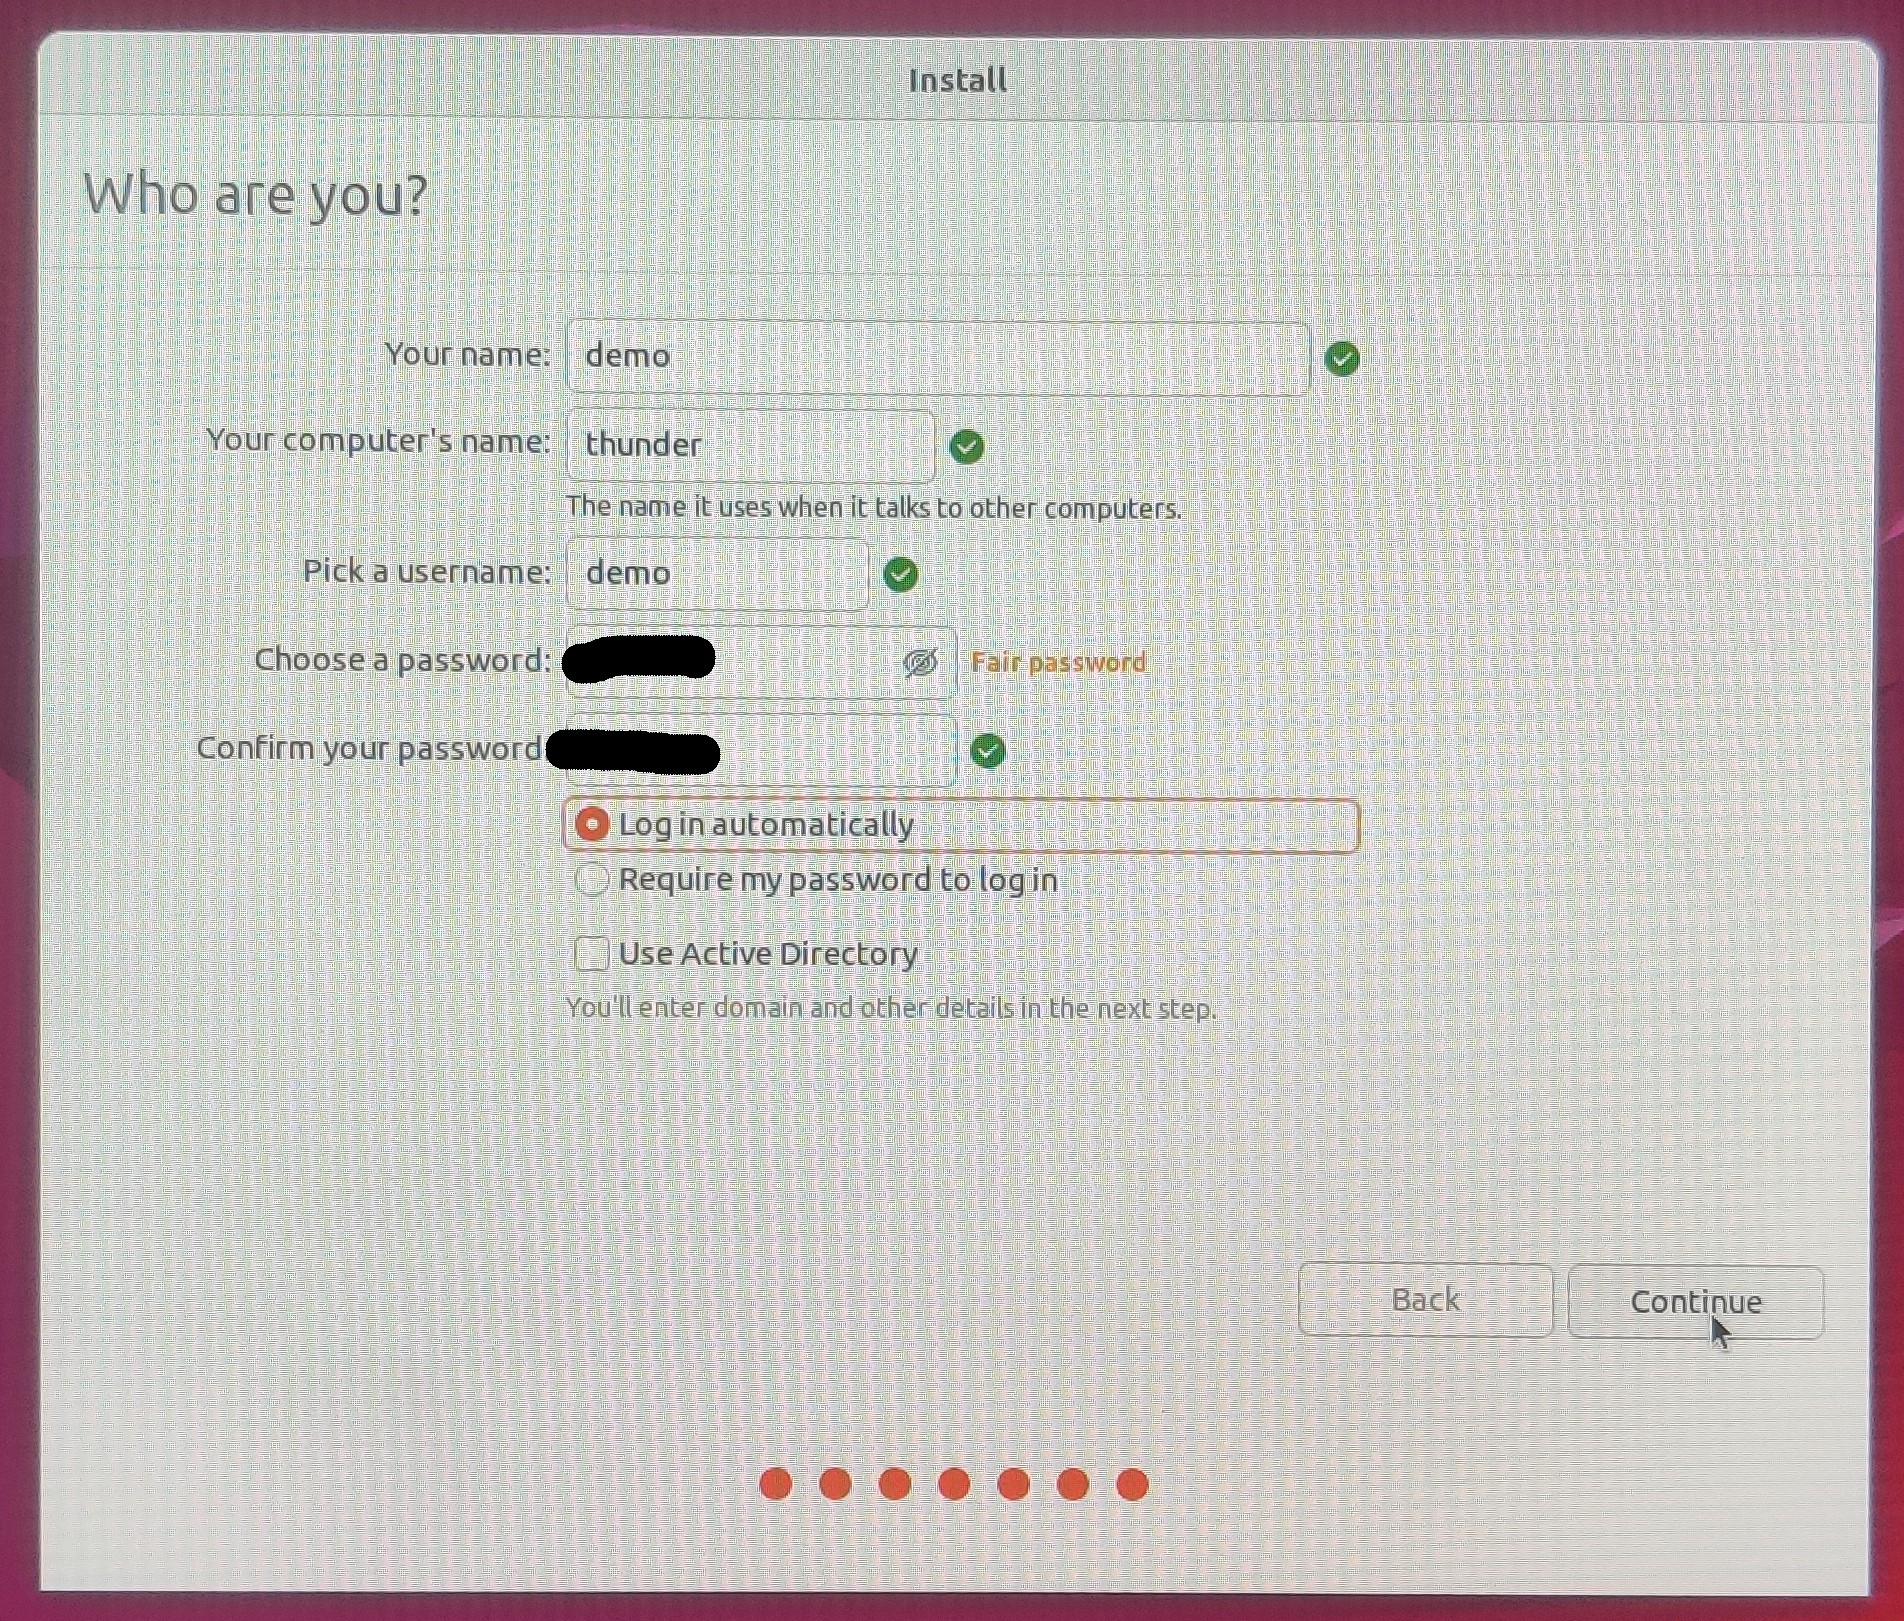 Install
Who are you?
Your name: demo
Your computer's name: thunder
The name it uses when it talks to other computers.
Pick a username: demo
Choose a password: Fair password
Confirm your password
Log in automatically
Require my password to log in
Use Active Directory
You'll enter domain and other details in the next step.
Back Continue